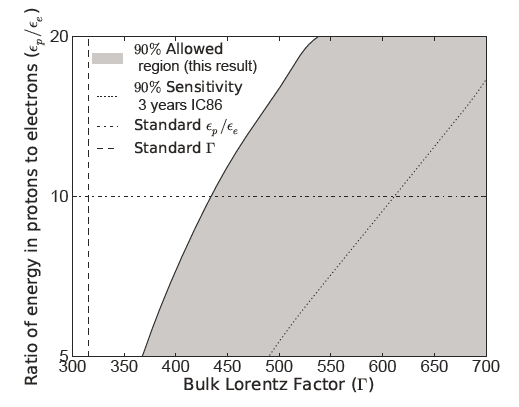 Ratio of energy in protons to electrons (ϵp/ϵe)
20
10
5
90% Allowed
region (this result)
90% Sensitivity
3 years IC86
Standard ϵp/ϵe
Standard Γ
300 350 400 450 500 550 600 650 700
Bulk Lorentz Factor (Γ)